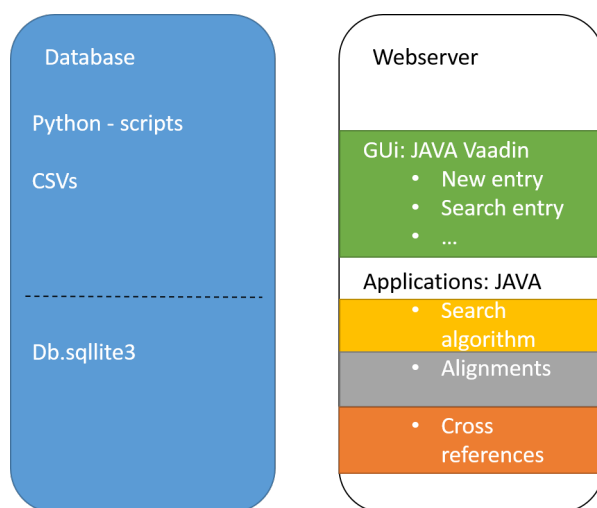 Database
Python - scripts
CSVs
Db.sqllite3
Webserver
GUi: JAVA Vaadin
• New entry
• Search entry
• ...
Applications: JAVA
• Search
algorithm
• Alignments
• Cross
references